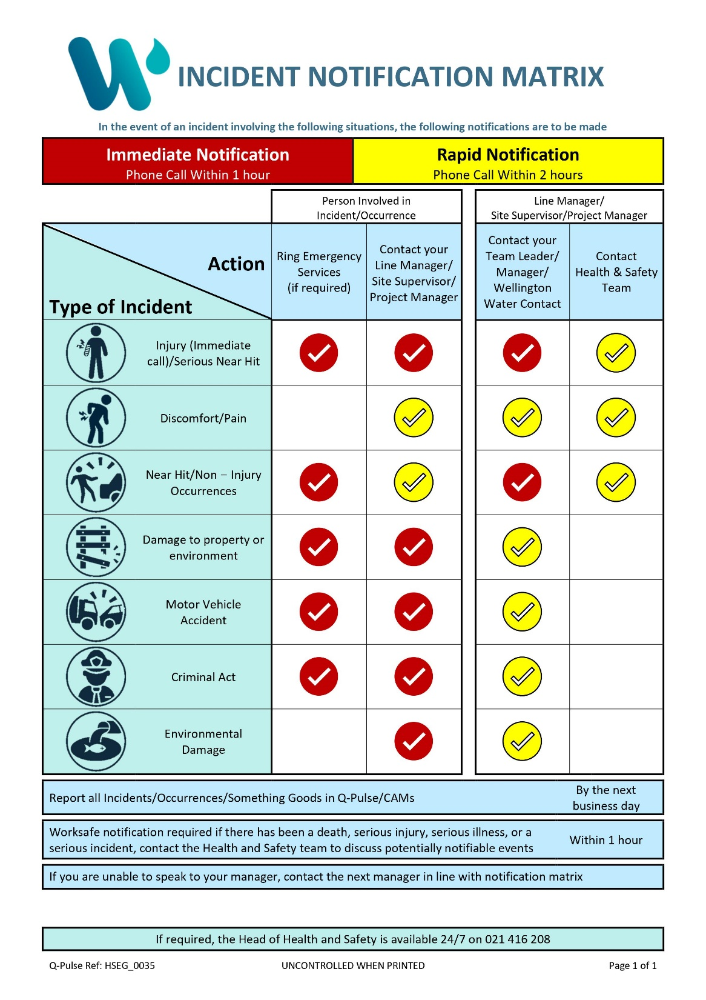 INCIDENT NOTIFICATION MATRIX
In the event of an incident involving the following situations, the following notifications are to be made
Immediate Notification
Phone Call Within 1 hour
Rapid Notification
Phone Call Within 2 hours
Person Involved in
Incident/Occurrence
Line Manager/
Site Supervisor/Project Manager
Action
Type of Incident
Ring Emergency
Services
(if required)
Contact your
Line Manager/
Site Supervisor/
Project Manager
Contact your
Team Leader/
Manager/
Wellington
Water Contact
Contact
Health & Safety
Team
Injury (Immediate
call)/Serious Near Hit
Discomfort/Pain
Near Hit/Non – Injury
Occurrences
Damage to property or
environment
Motor Vehicle
Accident
Criminal Act
Environmental
Damage
Report all Incidents/Occurrences/Something Goods in Q-Pulse/CAMs
By the next
business day
Worksafe notification required if there has been a death, serious injury, serious illness, or a
serious incident, contact the Health and Safety team to discuss potentially notifiable events
Within 1 hour
If you are unable to speak to your manager, contact the next manager in line with notification matrix
If required, the Head of Health and Safety is available 24/7 on 021 416 208
Q-Pulse Ref: HSEG_0035
UNCONTROLLED WHEN PRINTED
Page 1 of 1